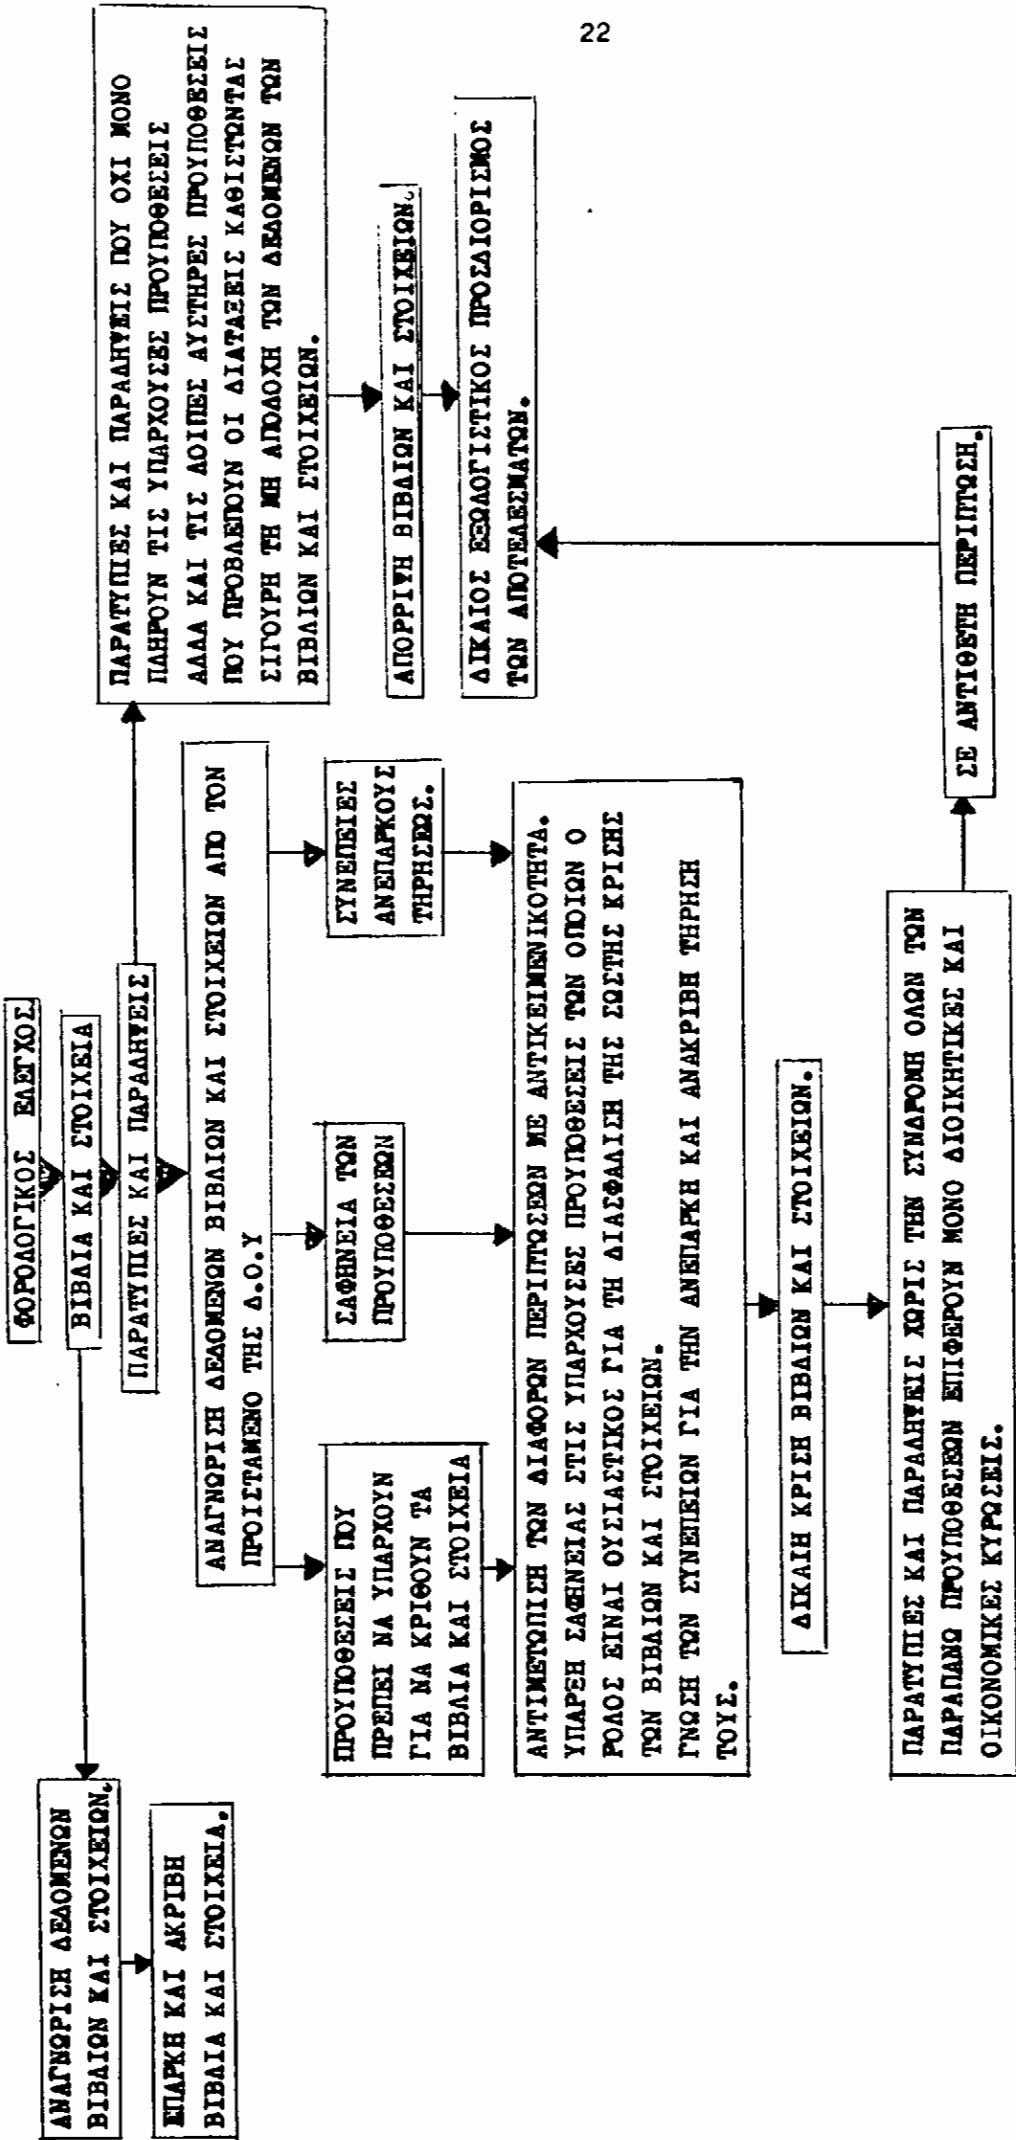 22
ΦΟΡΟΛΟΓΙΚΟΣ ΕΛΕΓΧΟΣ
ΒΙΒΛΙΑ ΚΑΙ ΣΤΟΙΧΕΙΑ
ΠΑΡΑΤΥΠΙΕΣ ΚΑΙ ΠΑΡΑΛΗΨΕΙΣ
ΑΝΑΓΝΩΡΙΣΗ ΔΕΔΟΜΕΝΩΝ
ΒΙΒΛΙΩΝ ΚΑΙ ΣΤΟΙΧΕΙΩΝ.
ΕΠΑΡΚΗ ΚΑΙ ΑΚΡΙΒΗ
ΒΙΒΛΙΑ ΚΑΙ ΣΤΟΙΧΕΙΑ.
ΑΝΑΓΝΩΡΙΣΗ ΔΕΔΟΜΕΝΩΝ ΒΙΒΛΙΩΝ ΚΑΙ ΣΤΟΙΧΕΙΩΝ ΑΠΟ ΤΟΝ
ΠΡΟΙΣΤΑΜΕΝΟ ΤΗΣ Δ.Ο.Υ
ΠΡΟΥΠΟΘΕΣΕΙΣ ΠΟΥ
ΠΡΕΠΕΙ ΝΑ ΥΠΑΡΧΟΥΝ
ΓΙΑ ΝΑ ΚΡΙΘΟΥΝ ΤΑ
ΒΙΒΛΙΑ ΚΑΙ ΣΤΟΙΧΕΙΑ
ΣΑΦΗΝΕΙΑ ΤΩΝ
ΠΡΟΥΠΟΘΕΣΕΩΝ
ΣΥΝΕΠΕΙΕΣ
ΑΝΕΠΑΡΚΟΥΣ
ΤΗΡΗΣΕΩΣ.
ΑΝΤΙΜΕΤΩΠΙΣΗ ΤΩΝ ΔΙΑΦΟΡΩΝ ΠΕΡΙΠΤΩΣΕΩΝ ΜΕ ΑΝΤΙΚΕΙΜΕΝΙΚΟΤΗΤΑ.
ΥΠΑΡΞΗ ΣΑΦΗΝΕΙΑΣ ΣΤΙΣ ΥΠΑΡΧΟΥΣΕΣ ΠΡΟΥΠΟΘΕΣΕΙΣ ΤΩΝ ΟΠΟΙΩΝ Ο
ΡΟΛΟΣ ΕΙΝΑΙ ΟΥΣΙΑΣΤΙΚΟΣ ΓΙΑ ΤΗ ΔΙΑΣΦΑΛΙΣΗ ΤΗΣ ΣΩΣΤΗΣ ΚΡΙΣΗΣ
ΤΩΝ ΒΙΒΛΙΩΝ ΚΑΙ ΣΤΟΙΧΕΙΩΝ.
ΓΝΩΣΗ ΤΩΝ ΣΥΝΕΠΕΙΩΝ ΓΙΑ ΤΗΝ ΑΝΕΠΑΡΚΗ ΚΑΙ ΑΝΑΚΡΙΒΗ ΤΗΡΗΣΗ
ΤΟΥΣ.
ΔΙΚΑΙΗ ΚΡΙΣΗ ΒΙΒΛΙΩΝ ΚΑΙ ΣΤΟΙΧΕΙΩΝ.
ΠΑΡΑΤΥΠΙΕΣ ΚΑΙ ΠΑΡΑΛΗΨΕΙΣ ΧΩΡΙΣ ΤΗΝ ΣΥΝΔΡΟΜΗ ΟΛΩΝ ΤΩΝ
ΠΑΡΑΠΑΝΩ ΠΡΟΥΠΟΘΕΣΕΩΝ ΕΠΙΦΕΡΟΥΝ ΜΟΝΟ ΔΙΟΙΚΗΤΙΚΕΣ ΚΑΙ
ΟΙΚΟΝΟΜΙΚΕΣ ΚΥΡΩΣΕΙΣ.
ΣΕ ΑΝΤΙΘΕΤΗ ΠΕΡΙΠΤΩΣΗ.
ΠΑΡΑΤΥΠΙΕΣ ΚΑΙ ΠΑΡΑΛΗΨΕΙΣ ΠΟΥ ΟΧΙ ΜΟΝΟ
ΠΛΗΡΟΥΝ ΤΙΣ ΥΠΑΡΧΟΥΣΕΣ ΠΡΟΥΠΟΘΕΣΕΙΣ
ΑΛΛΑ ΚΑΙ ΤΙΣ ΛΟΙΠΕΣ ΑΥΣΤΗΡΕΣ ΠΡΟΥΠΟΘΕΣΕΙΣ
ΠΟΥ ΠΡΟΒΛΕΠΟΥΝ ΟΙ ΔΙΑΤΑΞΕΙΣ ΚΑΘΙΣΤΩΝΤΑΣ
ΣΙΓΟΥΡΗ ΤΗ ΜΗ ΑΠΟΔΟΧΗ ΤΩΝ ΔΕΔΟΜΕΝΩΝ ΤΩΝ
ΒΙΒΛΙΩΝ ΚΑΙ ΣΤΟΙΧΕΙΩΝ.
ΑΠΟΡΡΙΨΗ ΒΙΒΛΙΩΝ ΚΑΙ ΣΤΟΙΧΕΙΩΝ.
ΔΙΚΑΙΟΣ ΕΞΩΛΟΓΙΣΤΙΚΟΣ ΠΡΟΣΔΙΟΡΙΣΜΟΣ
ΤΩΝ ΑΠΟΤΕΛΕΣΜΑΤΩΝ.